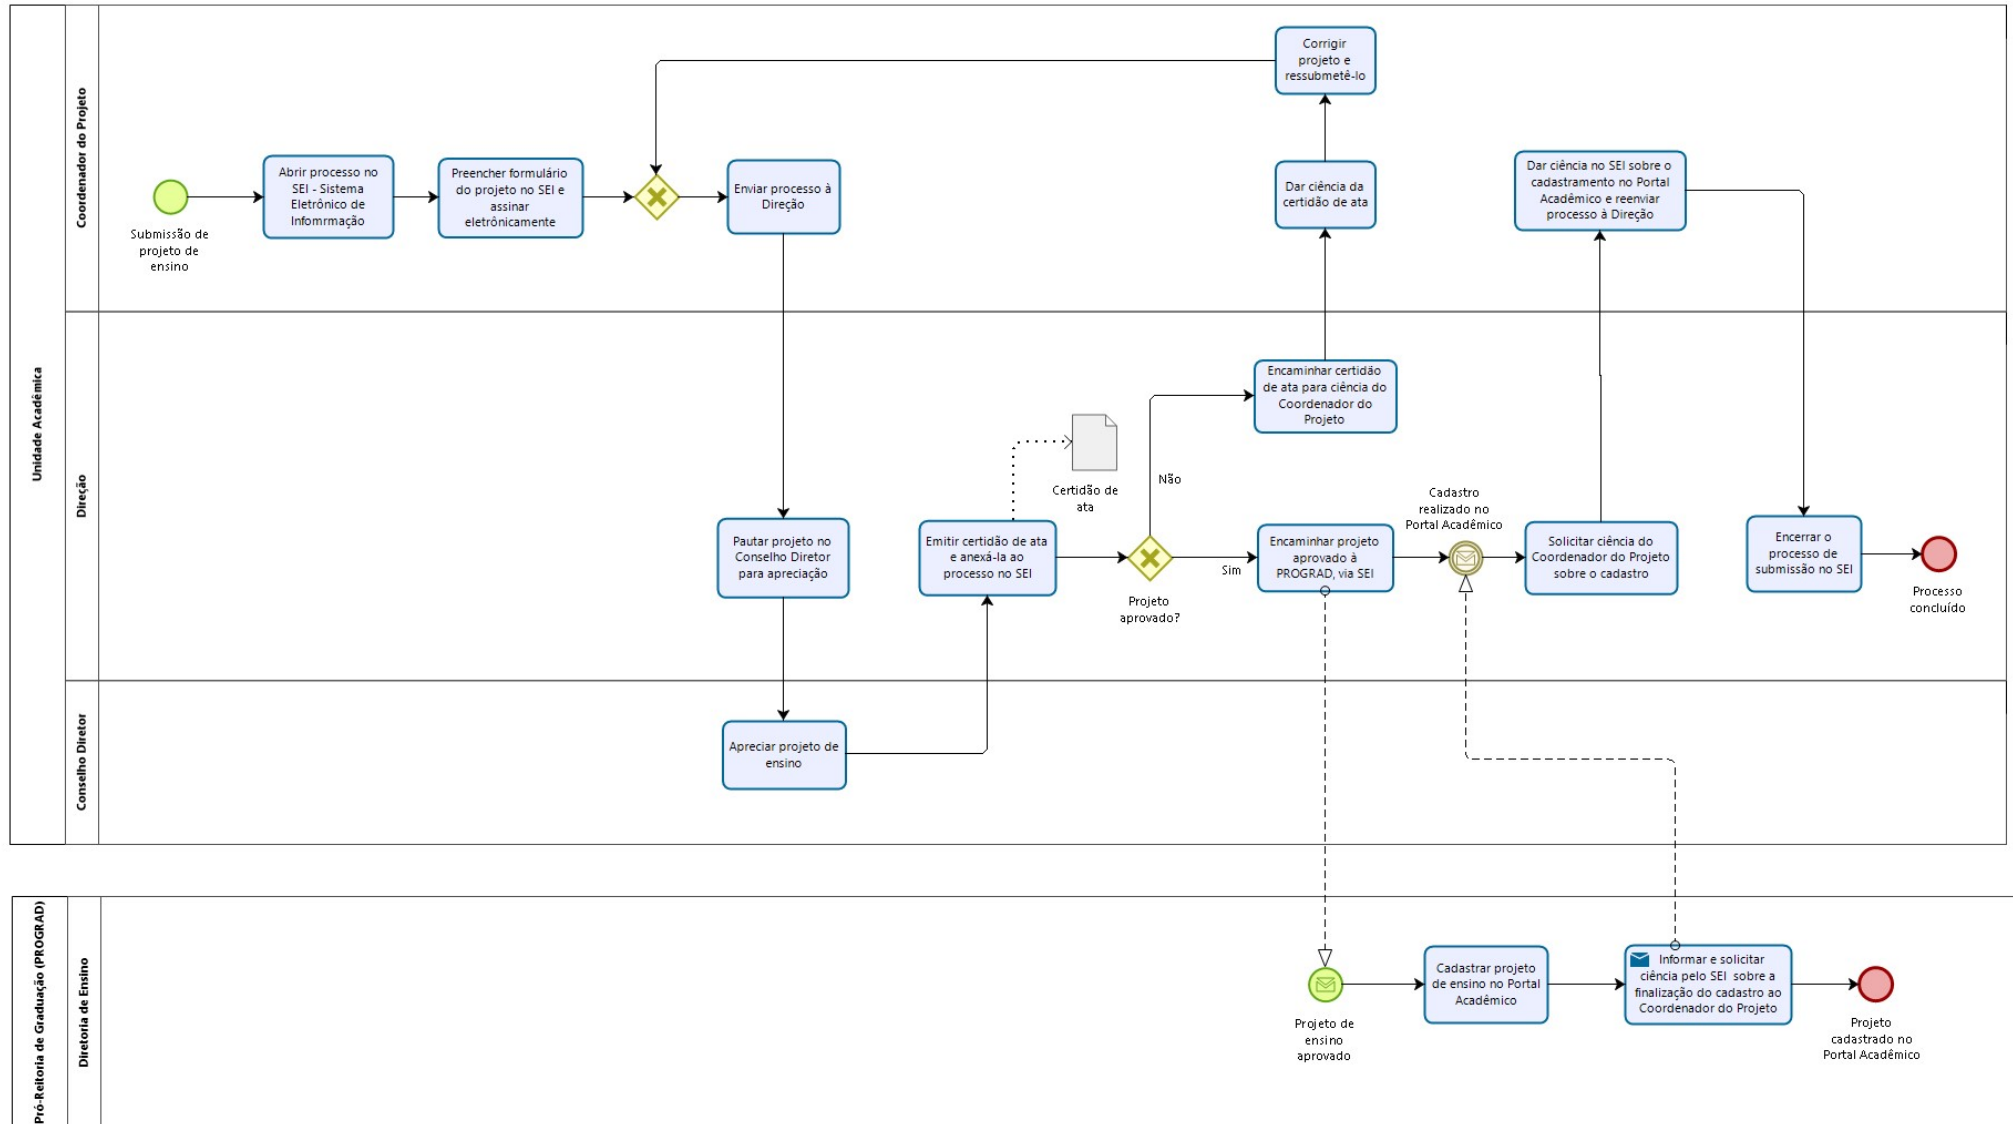 Unidade Acadêmica
Coordenador do Projeto
Submissão de
projeto de
ensino
Abrir processo no
SEI - Sistema
Eletrônico de
Infomrmação
Preencher formulário
do projeto no SEI e
assinar
eletrônicamente
Enviar processo à
Direção
Corrigir
projeto e
ressubmetê-lo
Dar ciência da
certidão de ata
Dar ciência no SEI sobre o
cadastramento no Portal
Acadêmico e reenviar
processo à Direção
Direção
Pautar projeto no
Conselho Diretor
para apreciação
Emitir certidão de ata
e anexá-la ao
processo no SEI
Certidão de
ata
Projeto
aprovado?
Não
Sim
Encaminhar certidão
de ata para ciência do
Coordenador do
Projeto
Encaminhar projeto
aprovado à
PROGRAD, via SEI
Cadastro
realizado no
Portal Acadêmico
Solicitar ciência do
Coordenador do Projeto
sobre o cadastro
Encerrar o
processo de
submissão no SEI
Processo
concluído
Conselho Diretor
Apreciar projeto de
ensino
Pró-Reitoria de Graduação (PROGRAD)
Diretoria de Ensino
Projeto de
ensino
aprovado
Cadastrar projeto
de ensino no Portal
Acadêmico
Informar e solicitar
ciência pelo SEI sobre a
finalização do cadastro ao
Coordenador do Projeto
Projeto
cadastrado no
Portal Acadêmico